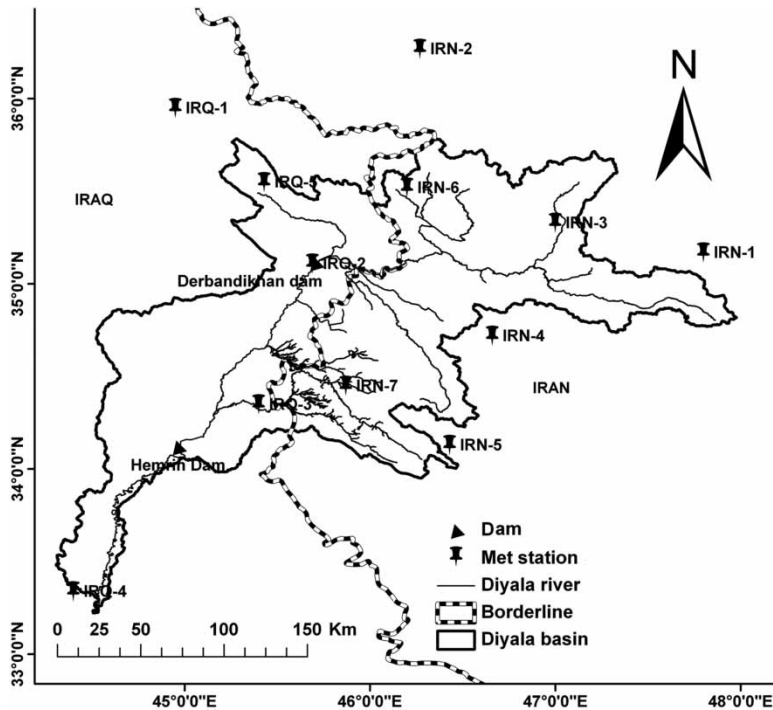 IRN-2
N
36°0'0"N
IRQ-1
IRQ-5
IRN-6
IRAQ
IRN-3
IRN-1
IRQ-2
35°0'0"N
Derbandikhan dam
IRN-4
IRN-7
IRAN
IRQ-3
IRN-5
34°0'0"N
Hemrin Dam
Dam
Met station
IRQ-4
Diyala river
Borderline
0 25 50 100 150 Km
Diyala basin
33°0'0"N
45°0'0"E 46°0'0"E 47°0'0"E 48°0'0"E